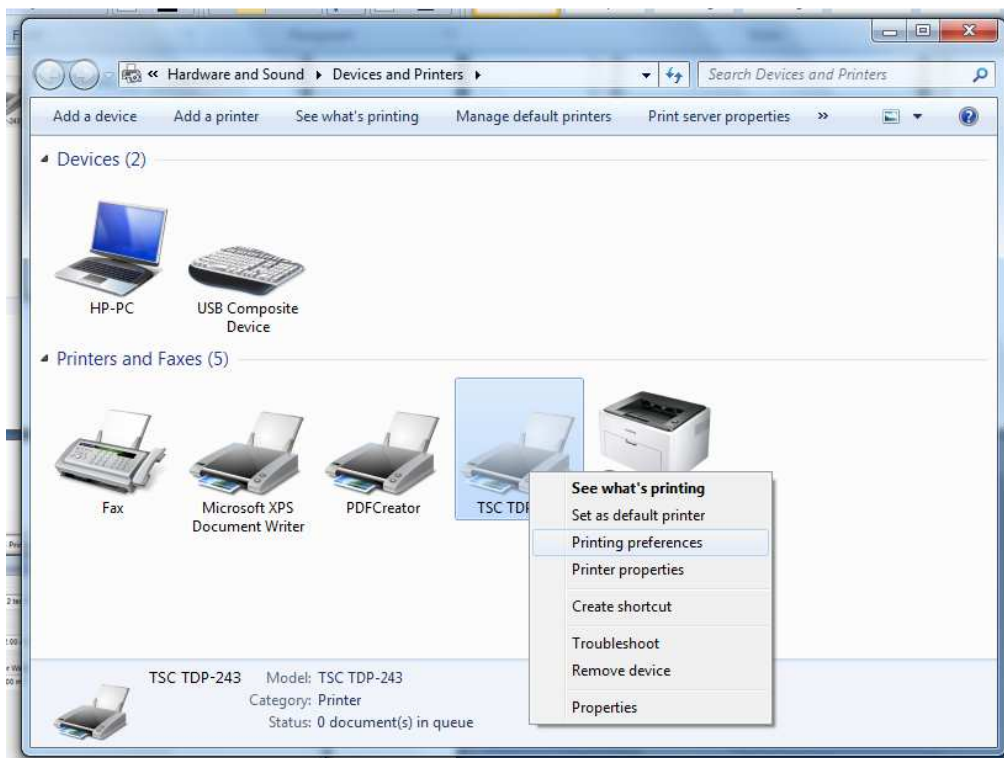 « Hardware and Sound ▸ Devices and Printers ▸ Search Devices and Printers
Add a device Add a printer See what's printing Manage default printers Print server properties »
Devices (2)
HP-PC
USB Composite
Device
Printers and Faxes (5)
Fax
Microsoft XPS
Document Writer
PDFCreator
TSC TDP
See what's printing
Set as default printer
Printing preferences
Printer properties
Create shortcut
Troubleshoot
Remove device
Properties
TSC TDP-243 Model: TSC TDP-243
Category: Printer
Status: 0 document(s) in queue